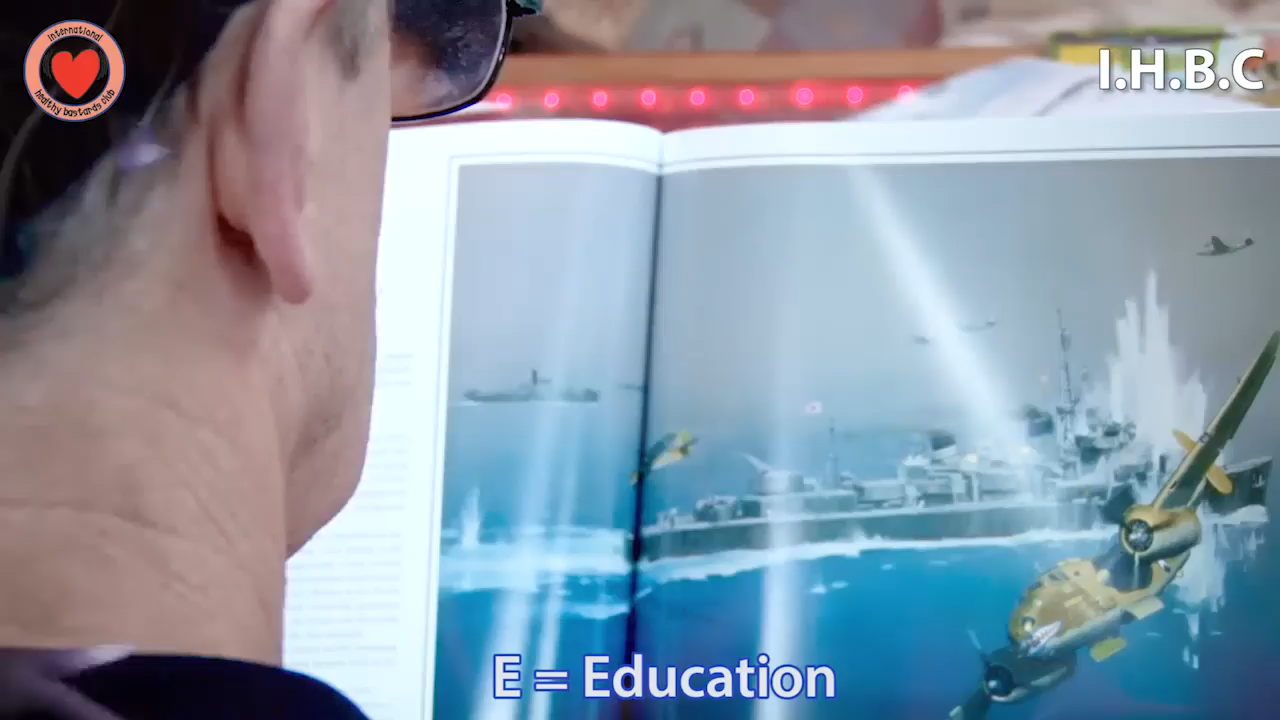 International
healthy bastards club
I.H.B.C
E = Education